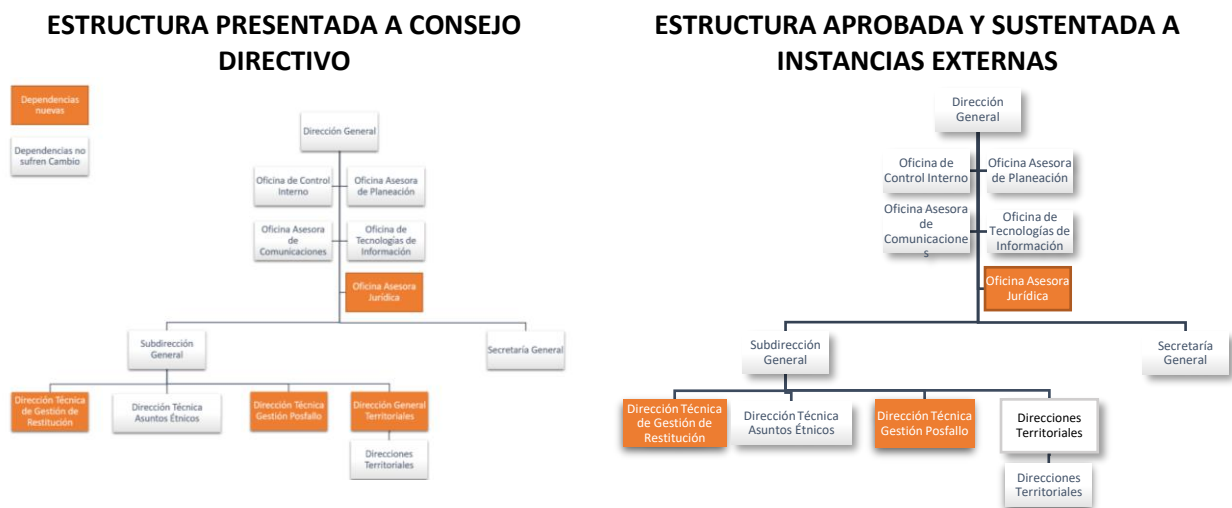 ESTRUCTURA PRESENTADA A CONSEJO
DIRECTIVO
Dependencias
nuevas
Dependencias no
sufren Cambio
Dirección General
Oficina de Control
Interno
Oficina Asesora
de Planeación
Oficina Asesora
de
Comunicaciones
Oficina de
Tecnologías de
Información
Oficina Asesora
Jurídica
Subdirección
General
Secretaría General
Dirección Técnica
de Gestión de
Restitución
Dirección Técnica
Asuntos Étnicos
Dirección Técnica
Gestión Posfallo
Dirección General
Territoriales
Direcciones
Territoriales
ESTRUCTURA APROBADA Y SUSTENTADA A
INSTANCIAS EXTERNAS
Dirección
General
Oficina de
Control Interno
Oficina Asesora
de Planeación
Oficina Asesora
de
Comunicacione
s
Oficina de
Tecnologías de
Información
Oficina Asesora
Jurídica
Subdirección
General
Secretaría
General
Dirección Técnica
de Gestión de
Restitución
Dirección Técnica
Asuntos Étnicos
Dirección Técnica
Gestión Posfallo
Direcciones
Territoriales
Direcciones
Territoriales